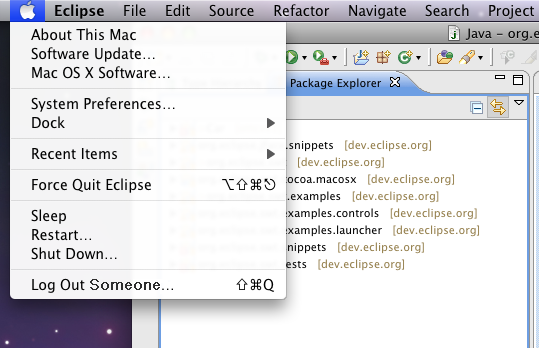 Eclipse File Edit Source Refactor Navigate Search Project
Java – org.e
About This Mac
Software Update...
Mac OS X Software...
System Preferences...
Dock
Recent Items
Force Quit Eclipse ⌥⇧⌘⎋
Sleep
Restart...
Shut Down...
Log Out Someone... ⇧⌘Q
Package Explorer
.snippets [dev.eclipse.org]
[dev.eclipse.org]
cocoa.macosx [dev.eclipse.org]
.examples [dev.eclipse.org]
examples.controls [dev.eclipse.org]
examples.launcher [dev.eclipse.org]
snippets [dev.eclipse.org]
ests [dev.eclipse.org]